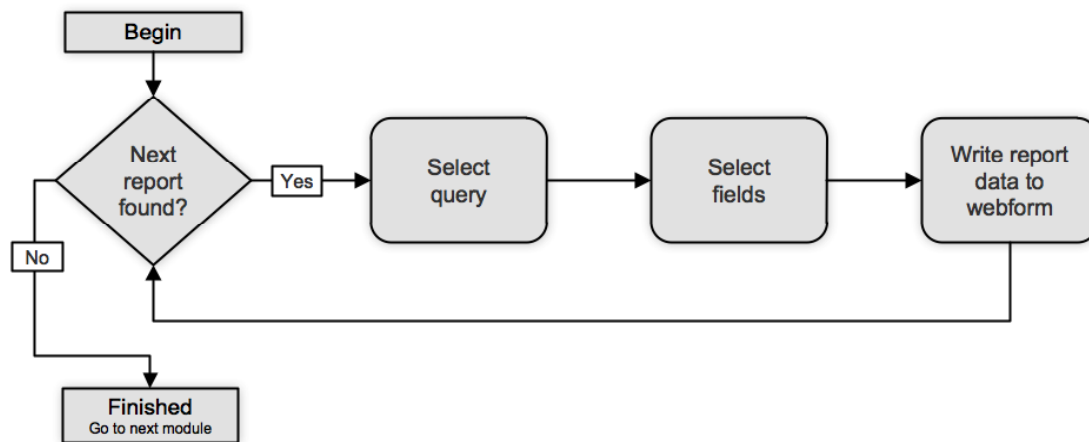 Begin
Next
report
found?
Yes
Select
query
Select
fields
Write report
data to
webform
No
Finished
Go to next module